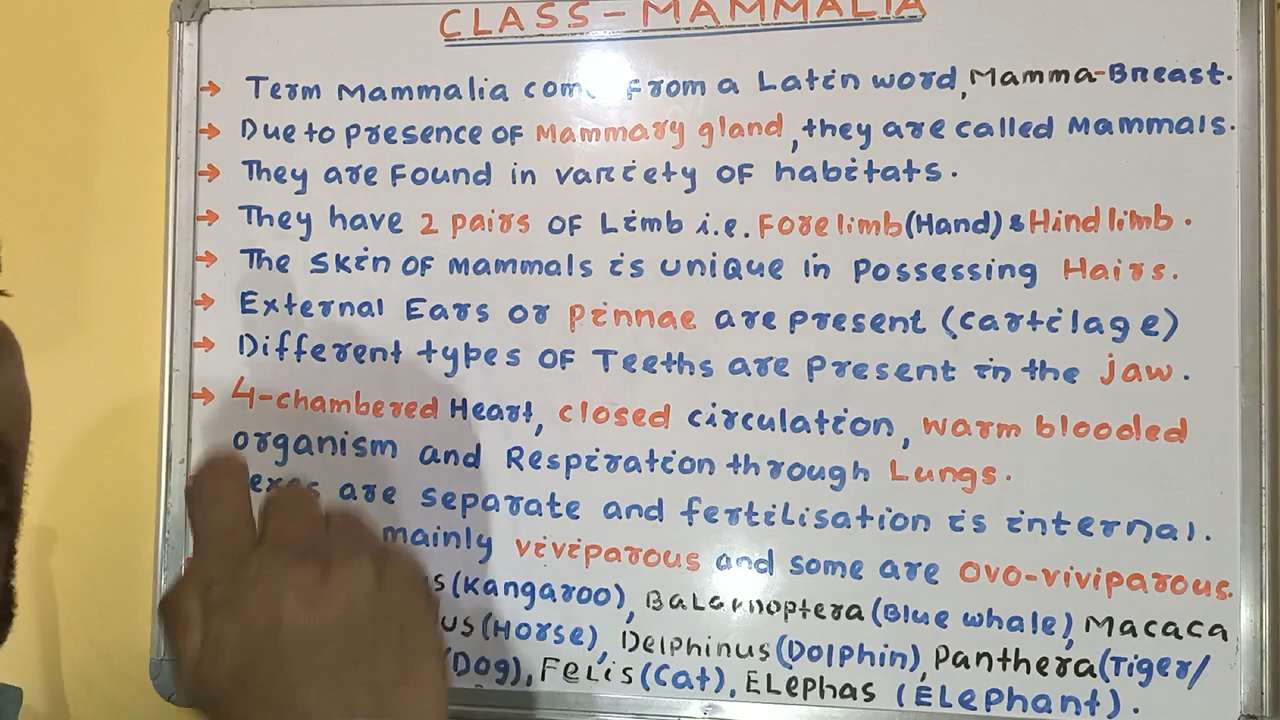 CLASS - MAMMALIA
→ Term Mammalia com from a Latin word, Mamma-Breast.
→ Due to presence of Mammary gland, they are called Mammals.
→ They are Found in variety of habitats.
→ They have 2 pairs of Limb i.e. Fore limb (Hand) & Hind limb.
→ The skin of mammals is unique in possessing Hairs.
→ External Ears or pinnae are present (cartilage)
→ Different types of Teeths are present in the jaw.
→ 4-chambered Heart, closed circulation, warm blooded
organism and Respiration through Lungs.
are separate and fertilisation is internal.
mainly viviparous and some are ovo-viviparous.
(Kangaroo), Balaenoptera (Blue whale), Macaca
(Horse), Delphinus (Dolphin), Panthera (Tiger/
(Dog), Felis (Cat), Elephas (Elephant).